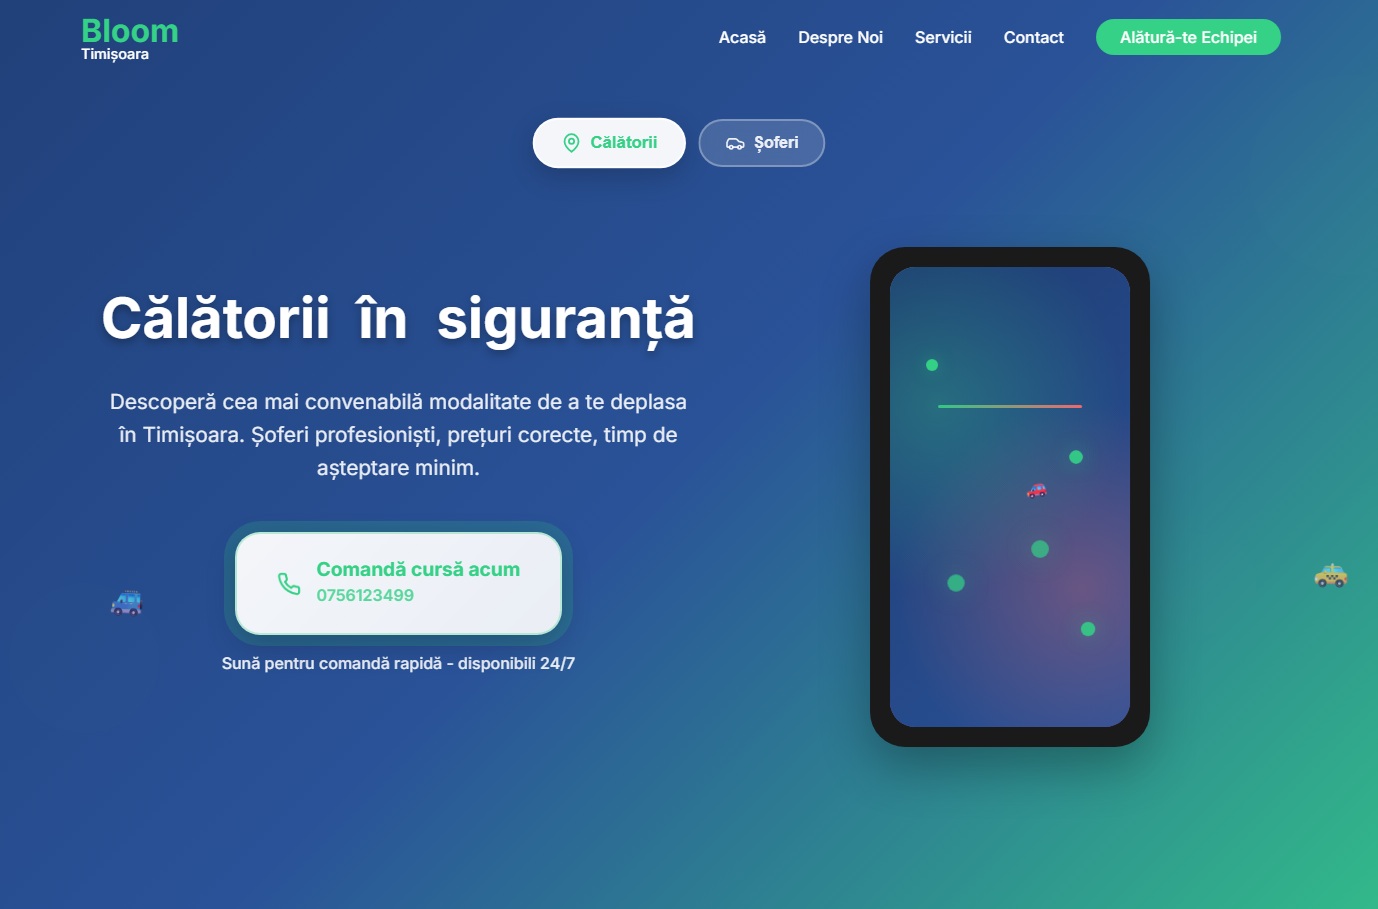 Bloom
Timișoara
Acasă
Despre Noi
Servicii
Contact
Alătură-te Echipei
Călătorii
Șoferi
Călătorii în siguranță
Descoperă cea mai convenabilă modalitate de a te deplasa
în Timișoara. Șoferi profesioniști, prețuri corecte, timp de
așteptare minim.
Comandă cursă acum
0756123499
Sună pentru comandă rapidă - disponibili 24/7